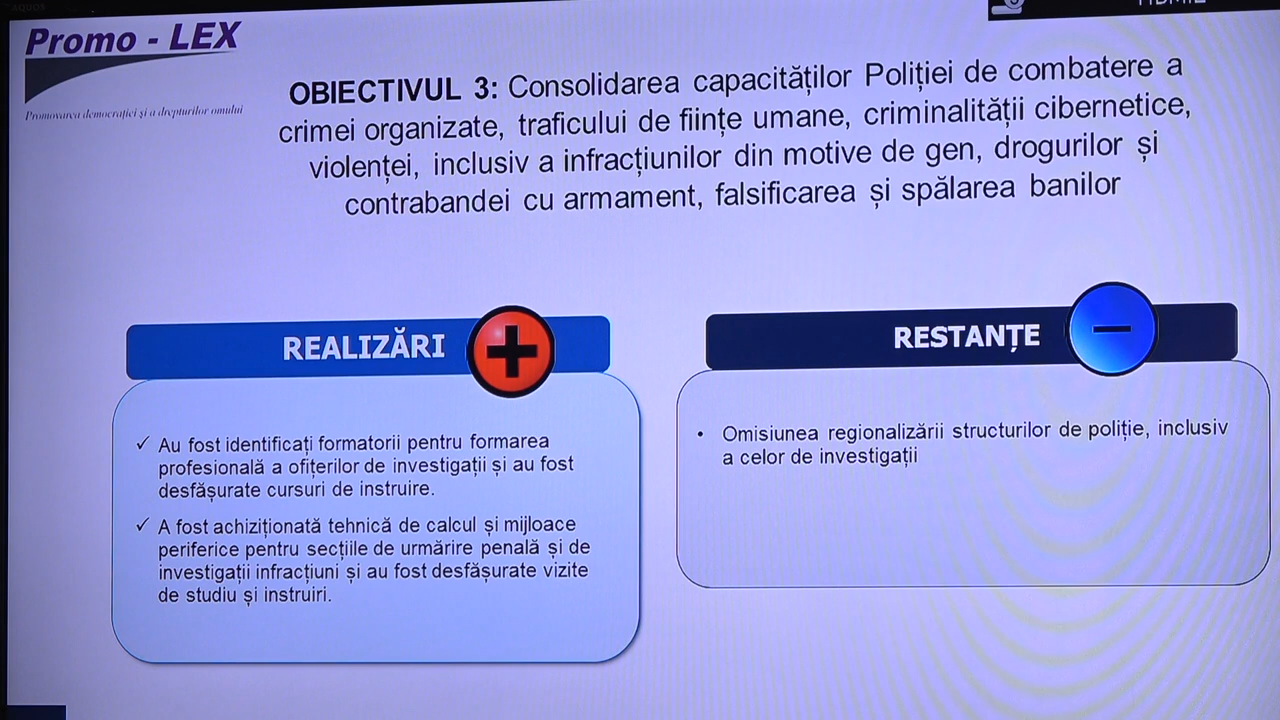 AQUOS
Promo - LEX
Promovarea democrației și a drepturilor omului
OBIECTIVUL 3: Consolidarea capacităților Poliției de combatere a
crimei organizate, traficului de ființe umane, criminalității cibernetice,
violenței, inclusiv a infracțiunilor din motive de gen, drogurilor și
contrabandei cu armament, falsificarea și spălarea banilor
REALIZĂRI
✓ Au fost identificați formatorii pentru formarea
profesională a ofițerilor de investigații și au fost
desfășurate cursuri de instruire.
✓ A fost achiziționată tehnică de calcul și mijloace
periferice pentru secțiile de urmărire penală și de
investigații infracțiuni și au fost desfășurate vizite
de studiu și instruiri.
RESTANȚE
• Omisiunea regionalizării structurilor de poliție, inclusiv
a celor de investigații